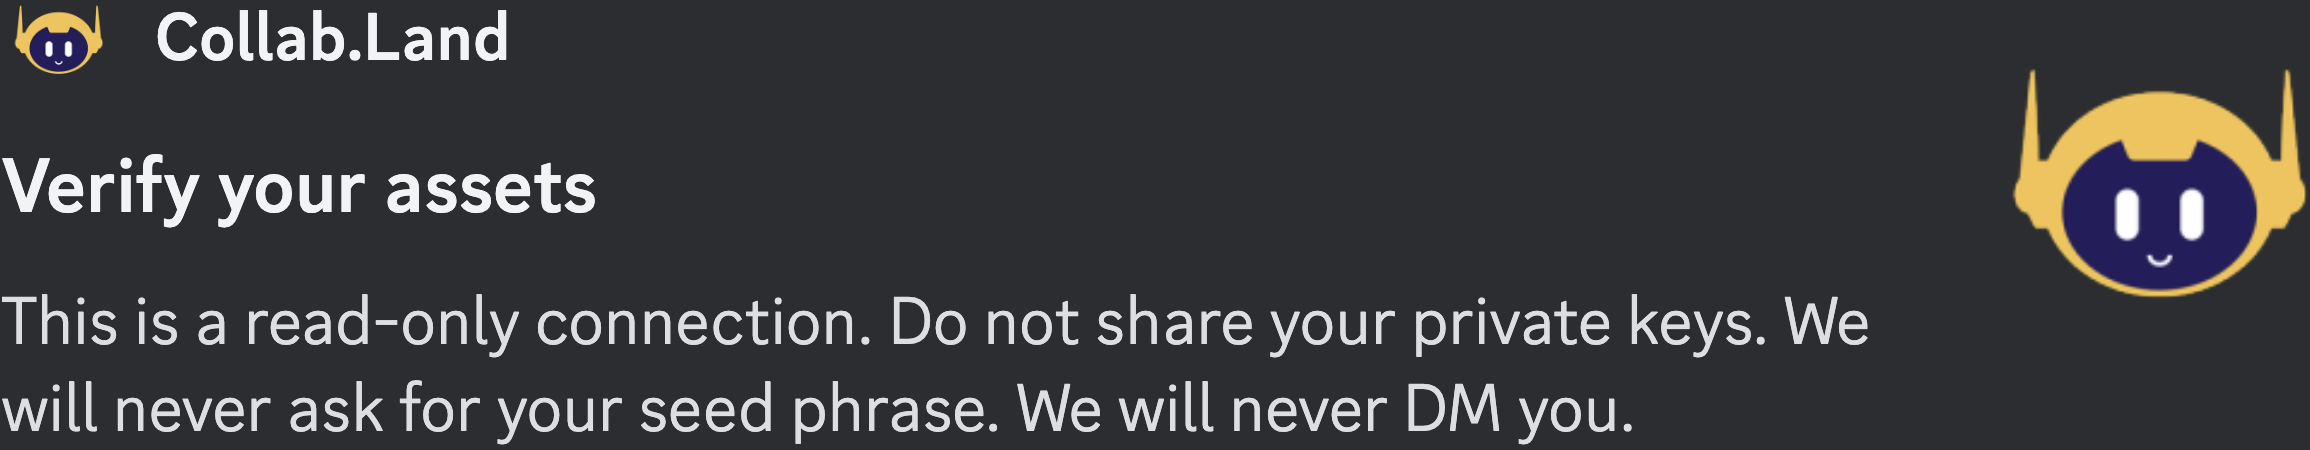 Collab.Land
Verify your assets
This is a read-only connection. Do not share your private keys. We
will never ask for your seed phrase. We will never DM you.